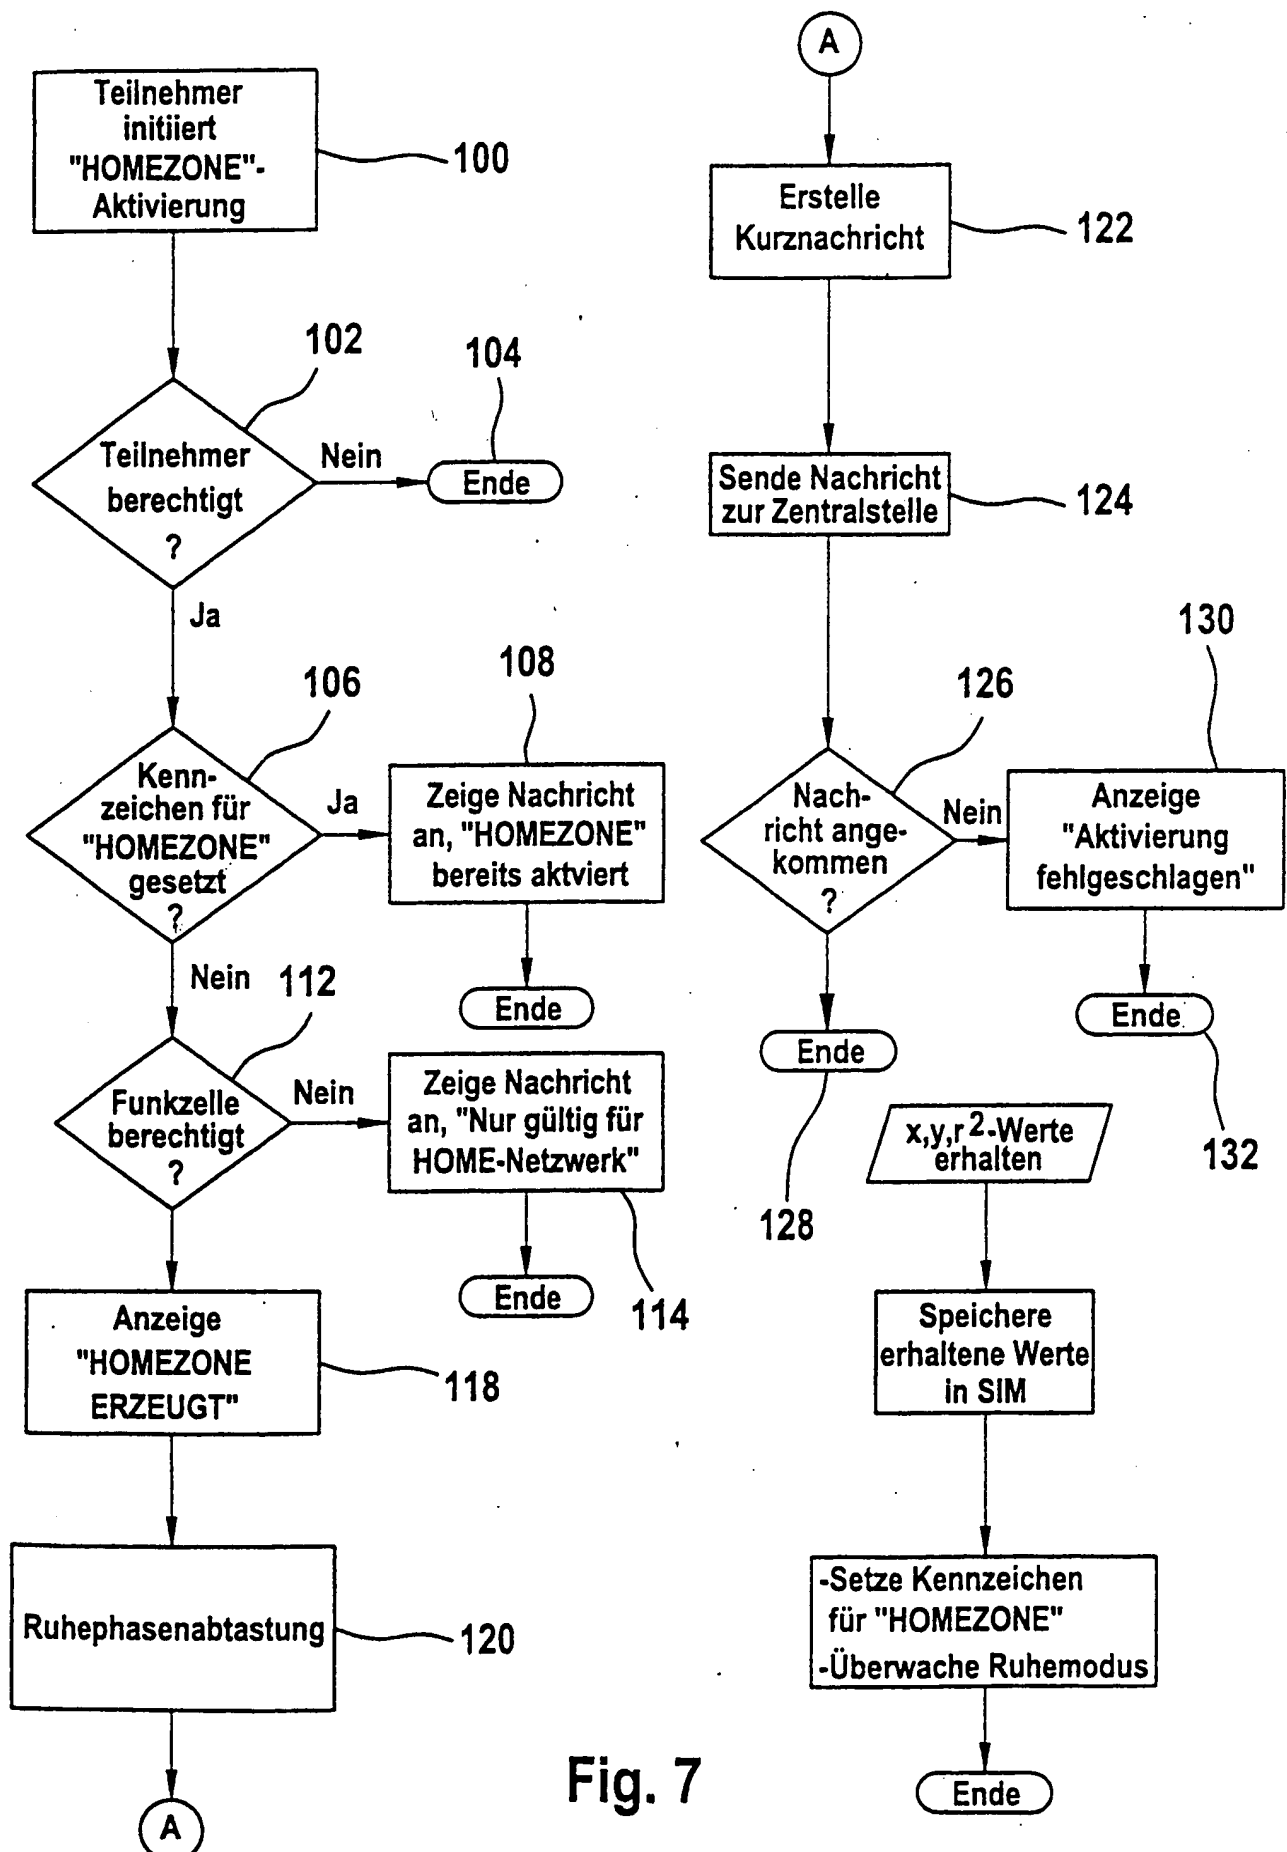 Teilnehmer
initiiert
"HOMEZONE"-
Aktivierung
100
102
104
Teilnehmer
berechtigt
?
Nein
Ende
Ja
106
108
Kenn-
zeichen für
"HOMEZONE"
gesetzt
?
Ja
Zeige Nachricht
an, "HOMEZONE"
bereits aktviert
Ende
Nein
112
Funkzelle
berechtigt
?
Nein
Zeige Nachricht
an, "Nur gültig für
HOME-Netzwerk"
114
Ende
Anzeige
"HOMEZONE
ERZEUGT"
118
Ruhephasenabtastung
120
A
A
Erstelle
Kurznachricht
122
Sende Nachricht
zur Zentralstelle
124
126
130
Nach-
richt ange-
kommen
?
Nein
Anzeige
"Aktivierung
fehlgeschlagen"
Ende
132
Ende
128
x,y,r²-Werte
erhalten
Speichere
erhaltene Werte
in SIM
-Setze Kennzeichen
für "HOMEZONE"
-Überwache Ruhemodus
Ende
Fig. 7